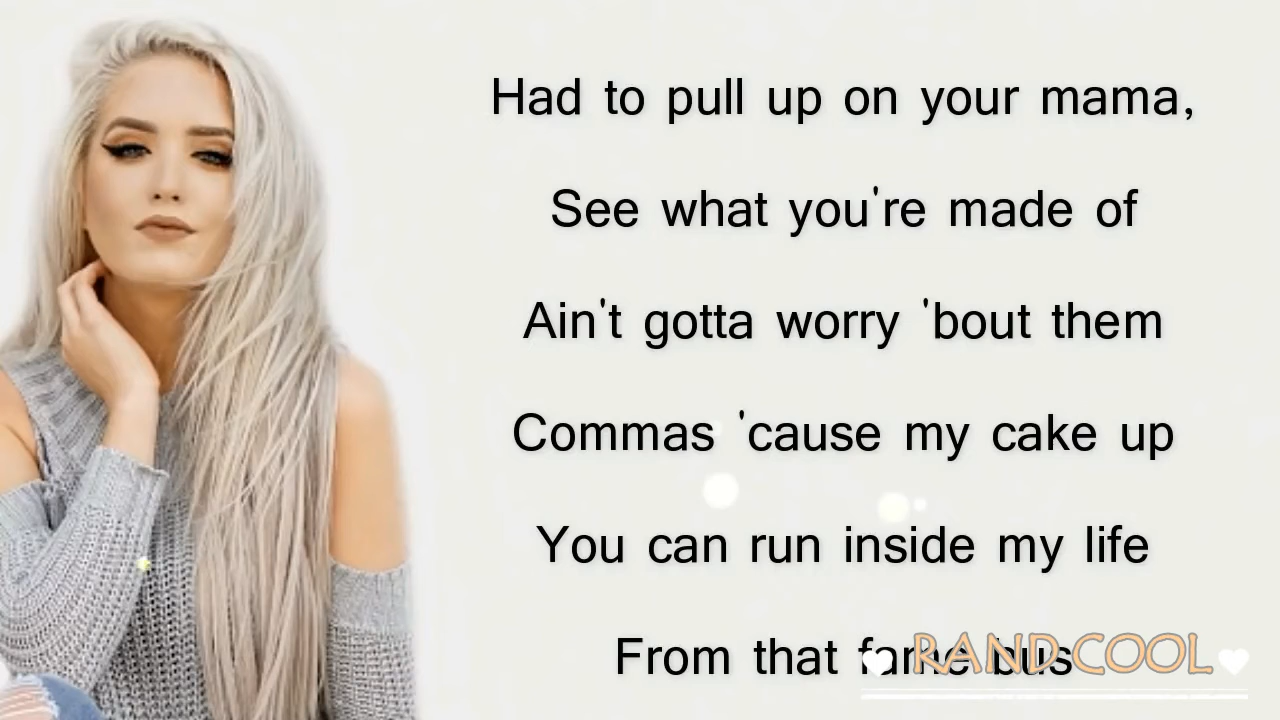 Had to pull up on your mama,
See what you're made of
Ain't gotta worry 'bout them
Commas 'cause my cake up
You can run inside my life
From that fame bus
RAND COOL